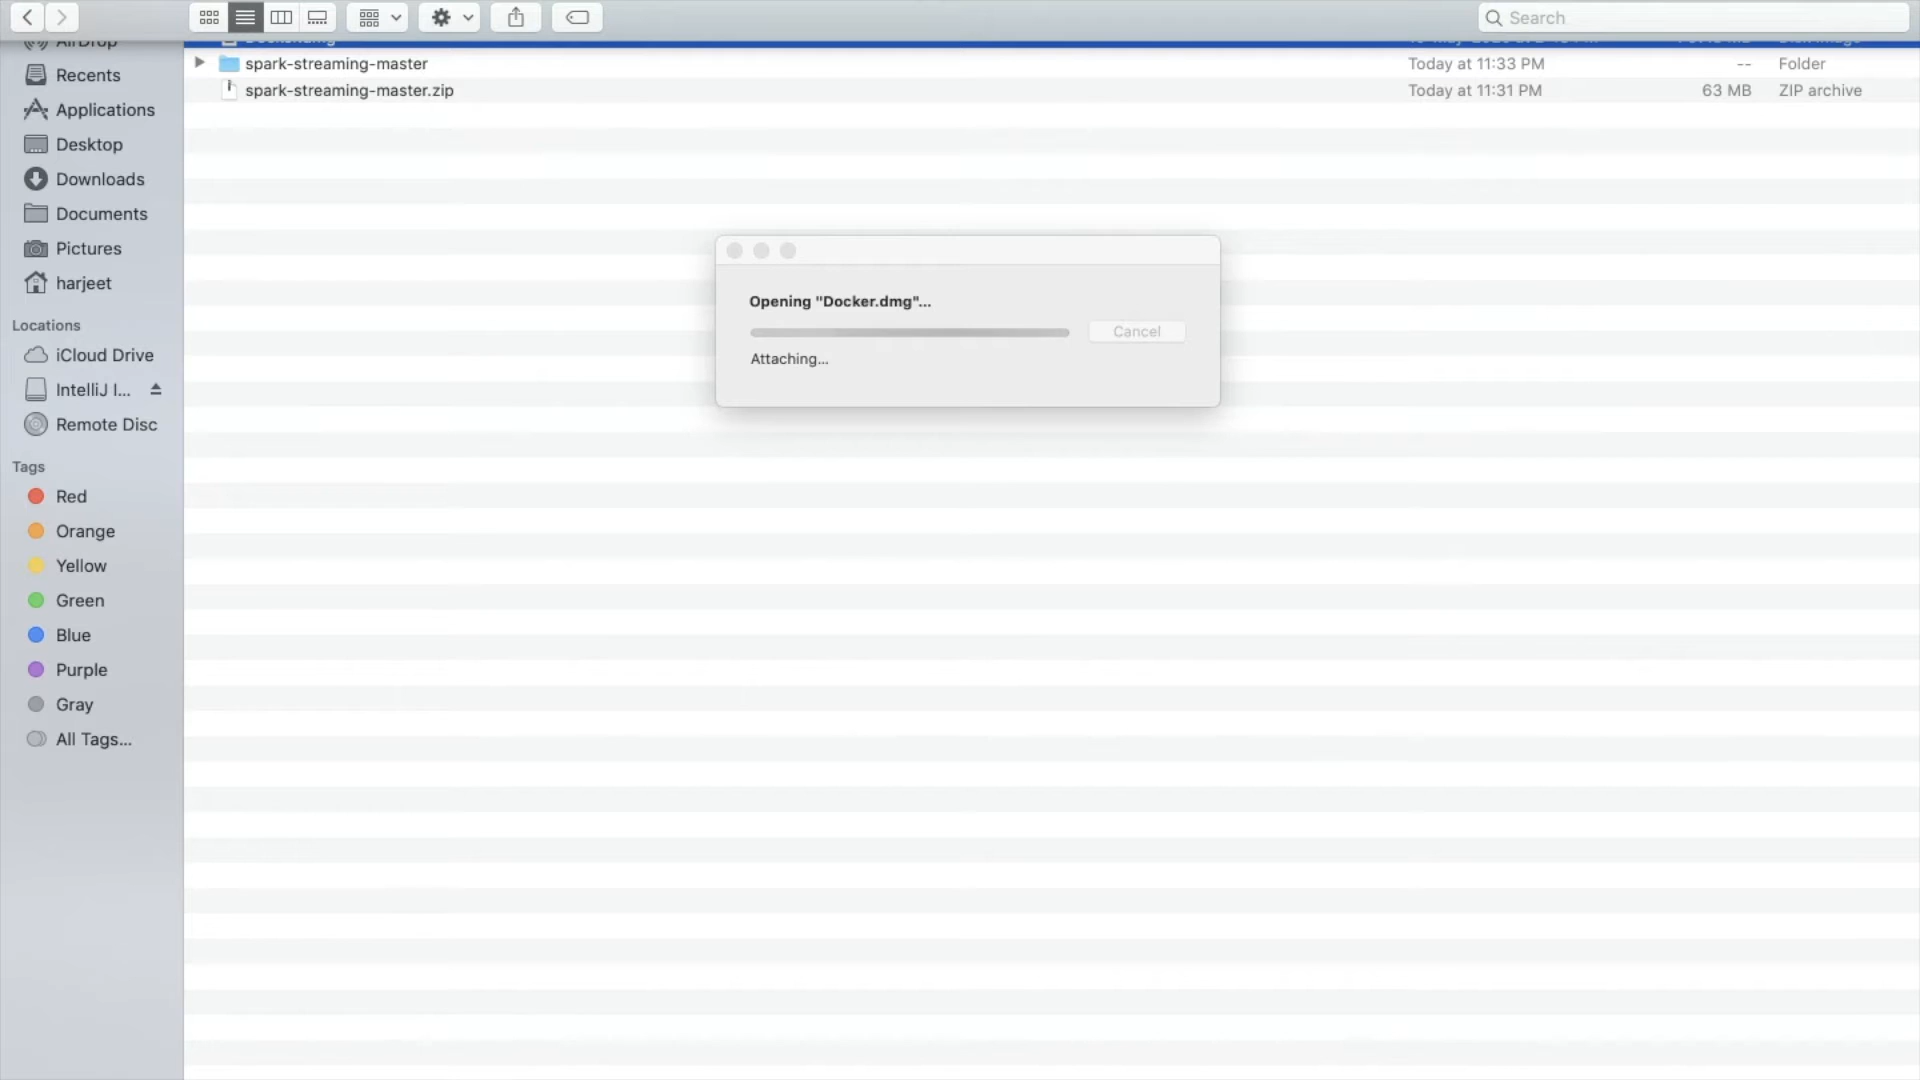 Search
AirDrop
Recents
Applications
Desktop
Downloads
Documents
Pictures
harjeet
Locations
iCloud Drive
IntelliJ I...
Remote Disc
Tags
Red
Orange
Yellow
Green
Blue
Purple
Gray
All Tags...
spark-streaming-master Today at 11:33 PM -- Folder
spark-streaming-master.zip Today at 11:31 PM 63 MB ZIP archive
Opening "Docker.dmg"...
Cancel
Attaching...